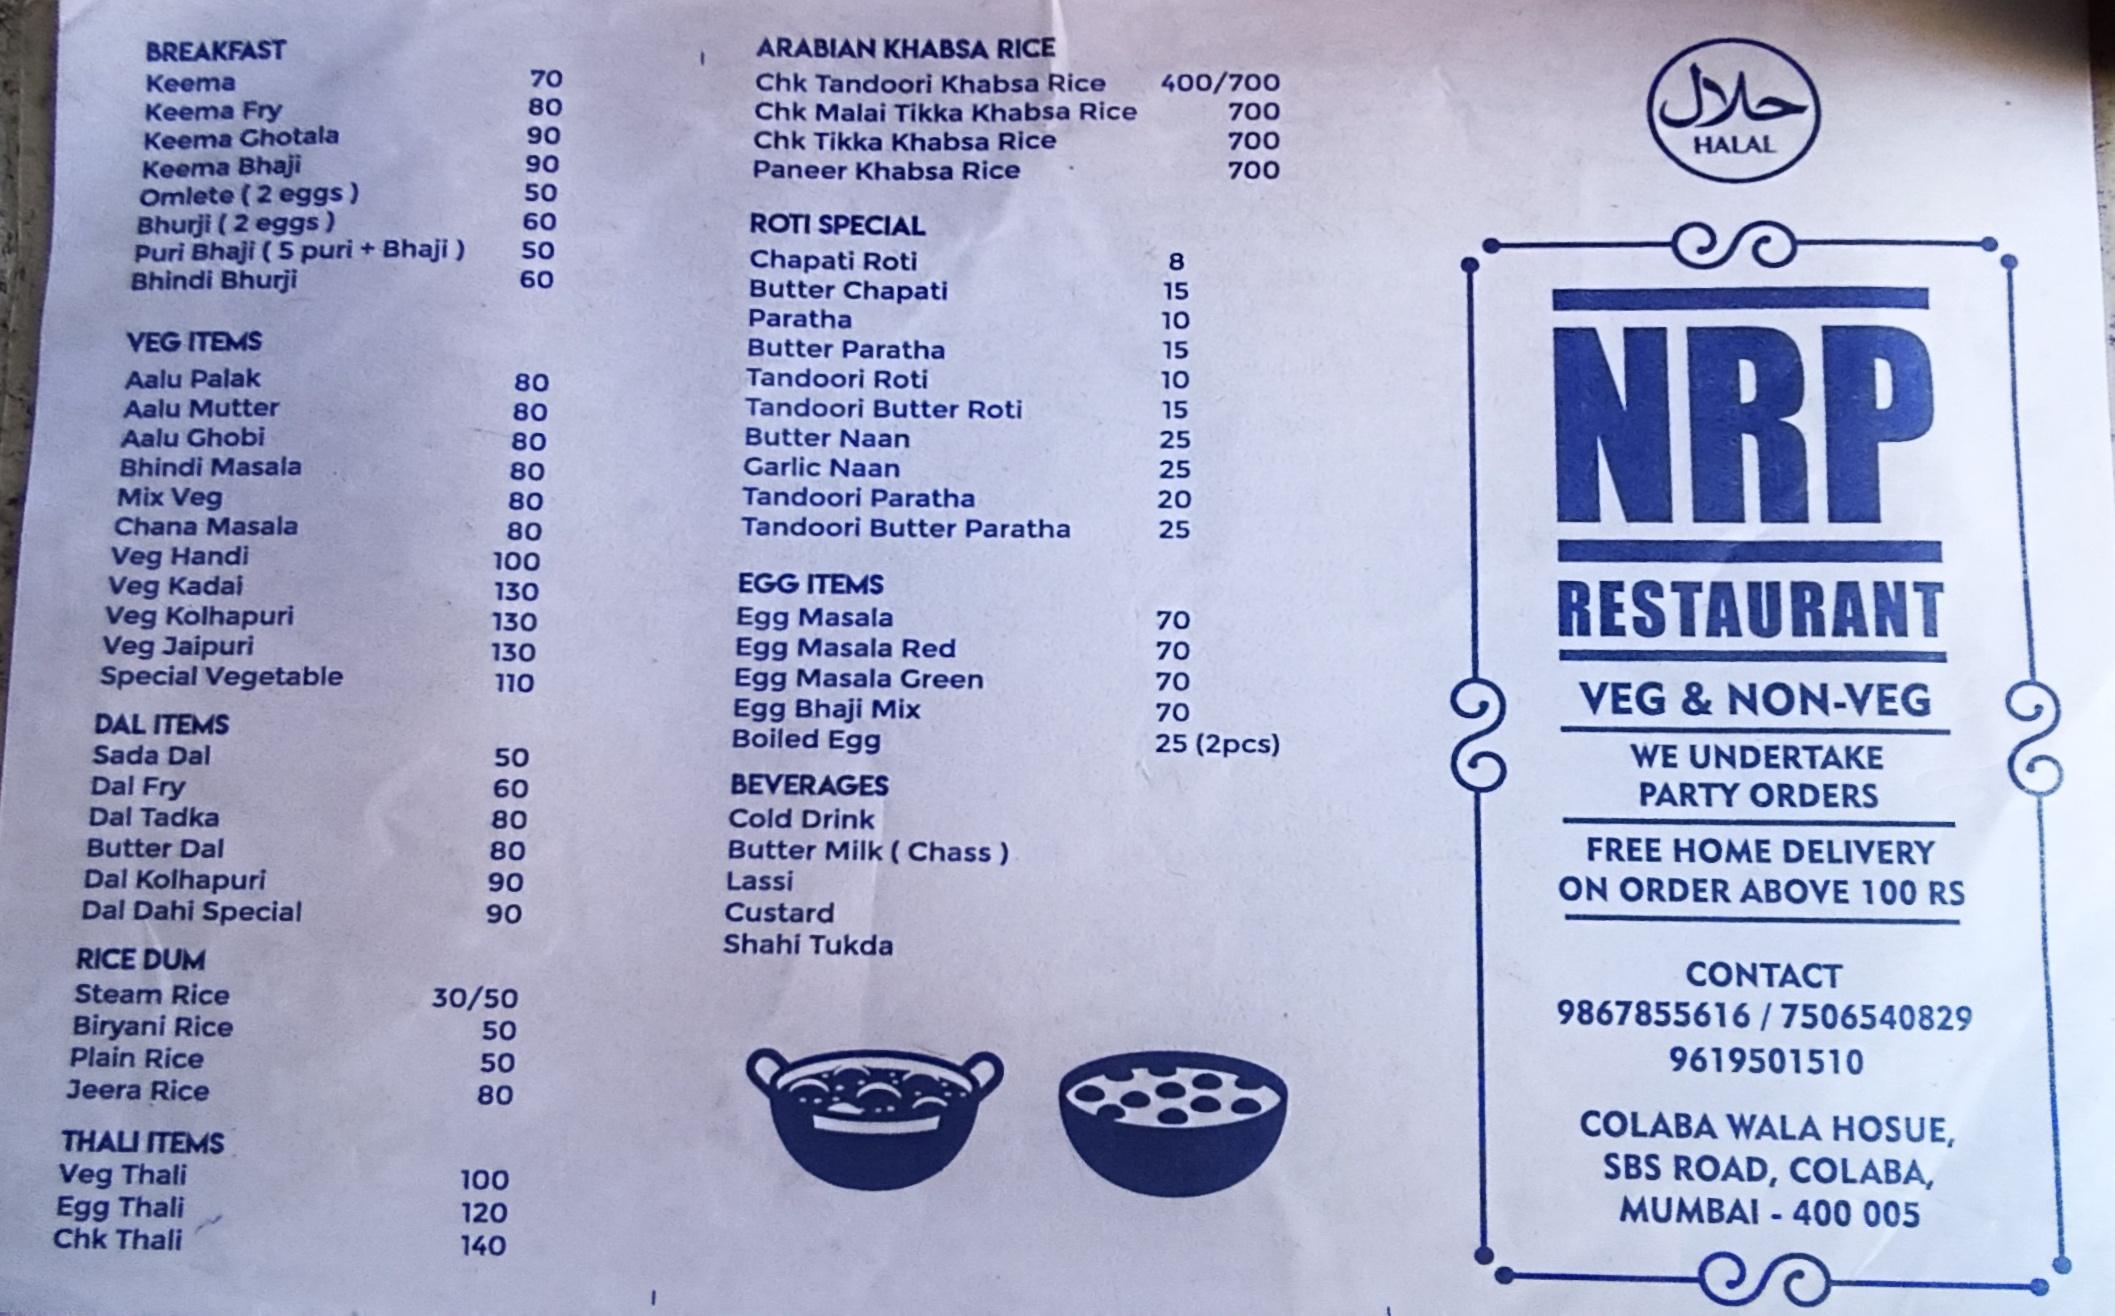 BREAKFAST
Keema 70
Keema Fry 80
Keema Ghotala 90
Keema Bhaji 90
Omlete ( 2 eggs ) 50
Bhurji ( 2 eggs ) 60
Puri Bhaji ( 5 puri + Bhaji ) 50
Bhindi Bhurji 60
VEG ITEMS
Aalu Palak 80
Aalu Mutter 80
Aalu Ghobi 80
Bhindi Masala 80
Mix Veg 80
Chana Masala 80
Veg Handi 100
Veg Kadai 130
Veg Kolhapuri 130
Veg Jaipuri 130
Special Vegetable 110
DAL ITEMS
Sada Dal 50
Dal Fry 60
Dal Tadka 80
Butter Dal 80
Dal Kolhapuri 90
Dal Dahi Special 90
RICE DUM
Steam Rice 30/50
Biryani Rice 50
Plain Rice 50
Jeera Rice 80
THALI ITEMS
Veg Thali 100
Egg Thali 120
Chk Thali 140
ARABIAN KHABSA RICE
Chk Tandoori Khabsa Rice 400/700
Chk Malai Tikka Khabsa Rice 700
Chk Tikka Khabsa Rice 700
Paneer Khabsa Rice 700
ROTI SPECIAL
Chapati Roti 8
Butter Chapati 15
Paratha 10
Butter Paratha 15
Tandoori Roti 10
Tandoori Butter Roti 15
Butter Naan 25
Garlic Naan 25
Tandoori Paratha 20
Tandoori Butter Paratha 25
EGG ITEMS
Egg Masala 70
Egg Masala Red 70
Egg Masala Green 70
Egg Bhaji Mix 70
Boiled Egg 25 (2pcs)
BEVERAGES
Cold Drink
Butter Milk ( Chass )
Lassi
Custard
Shahi Tukda
حلال
HALAL
NRP
RESTAURANT
VEG & NON-VEG
WE UNDERTAKE
PARTY ORDERS
FREE HOME DELIVERY
ON ORDER ABOVE 100 RS
CONTACT
9867855616 / 7506540829
9619501510
COLABA WALA HOSUE,
SBS ROAD, COLABA,
MUMBAI - 400 005